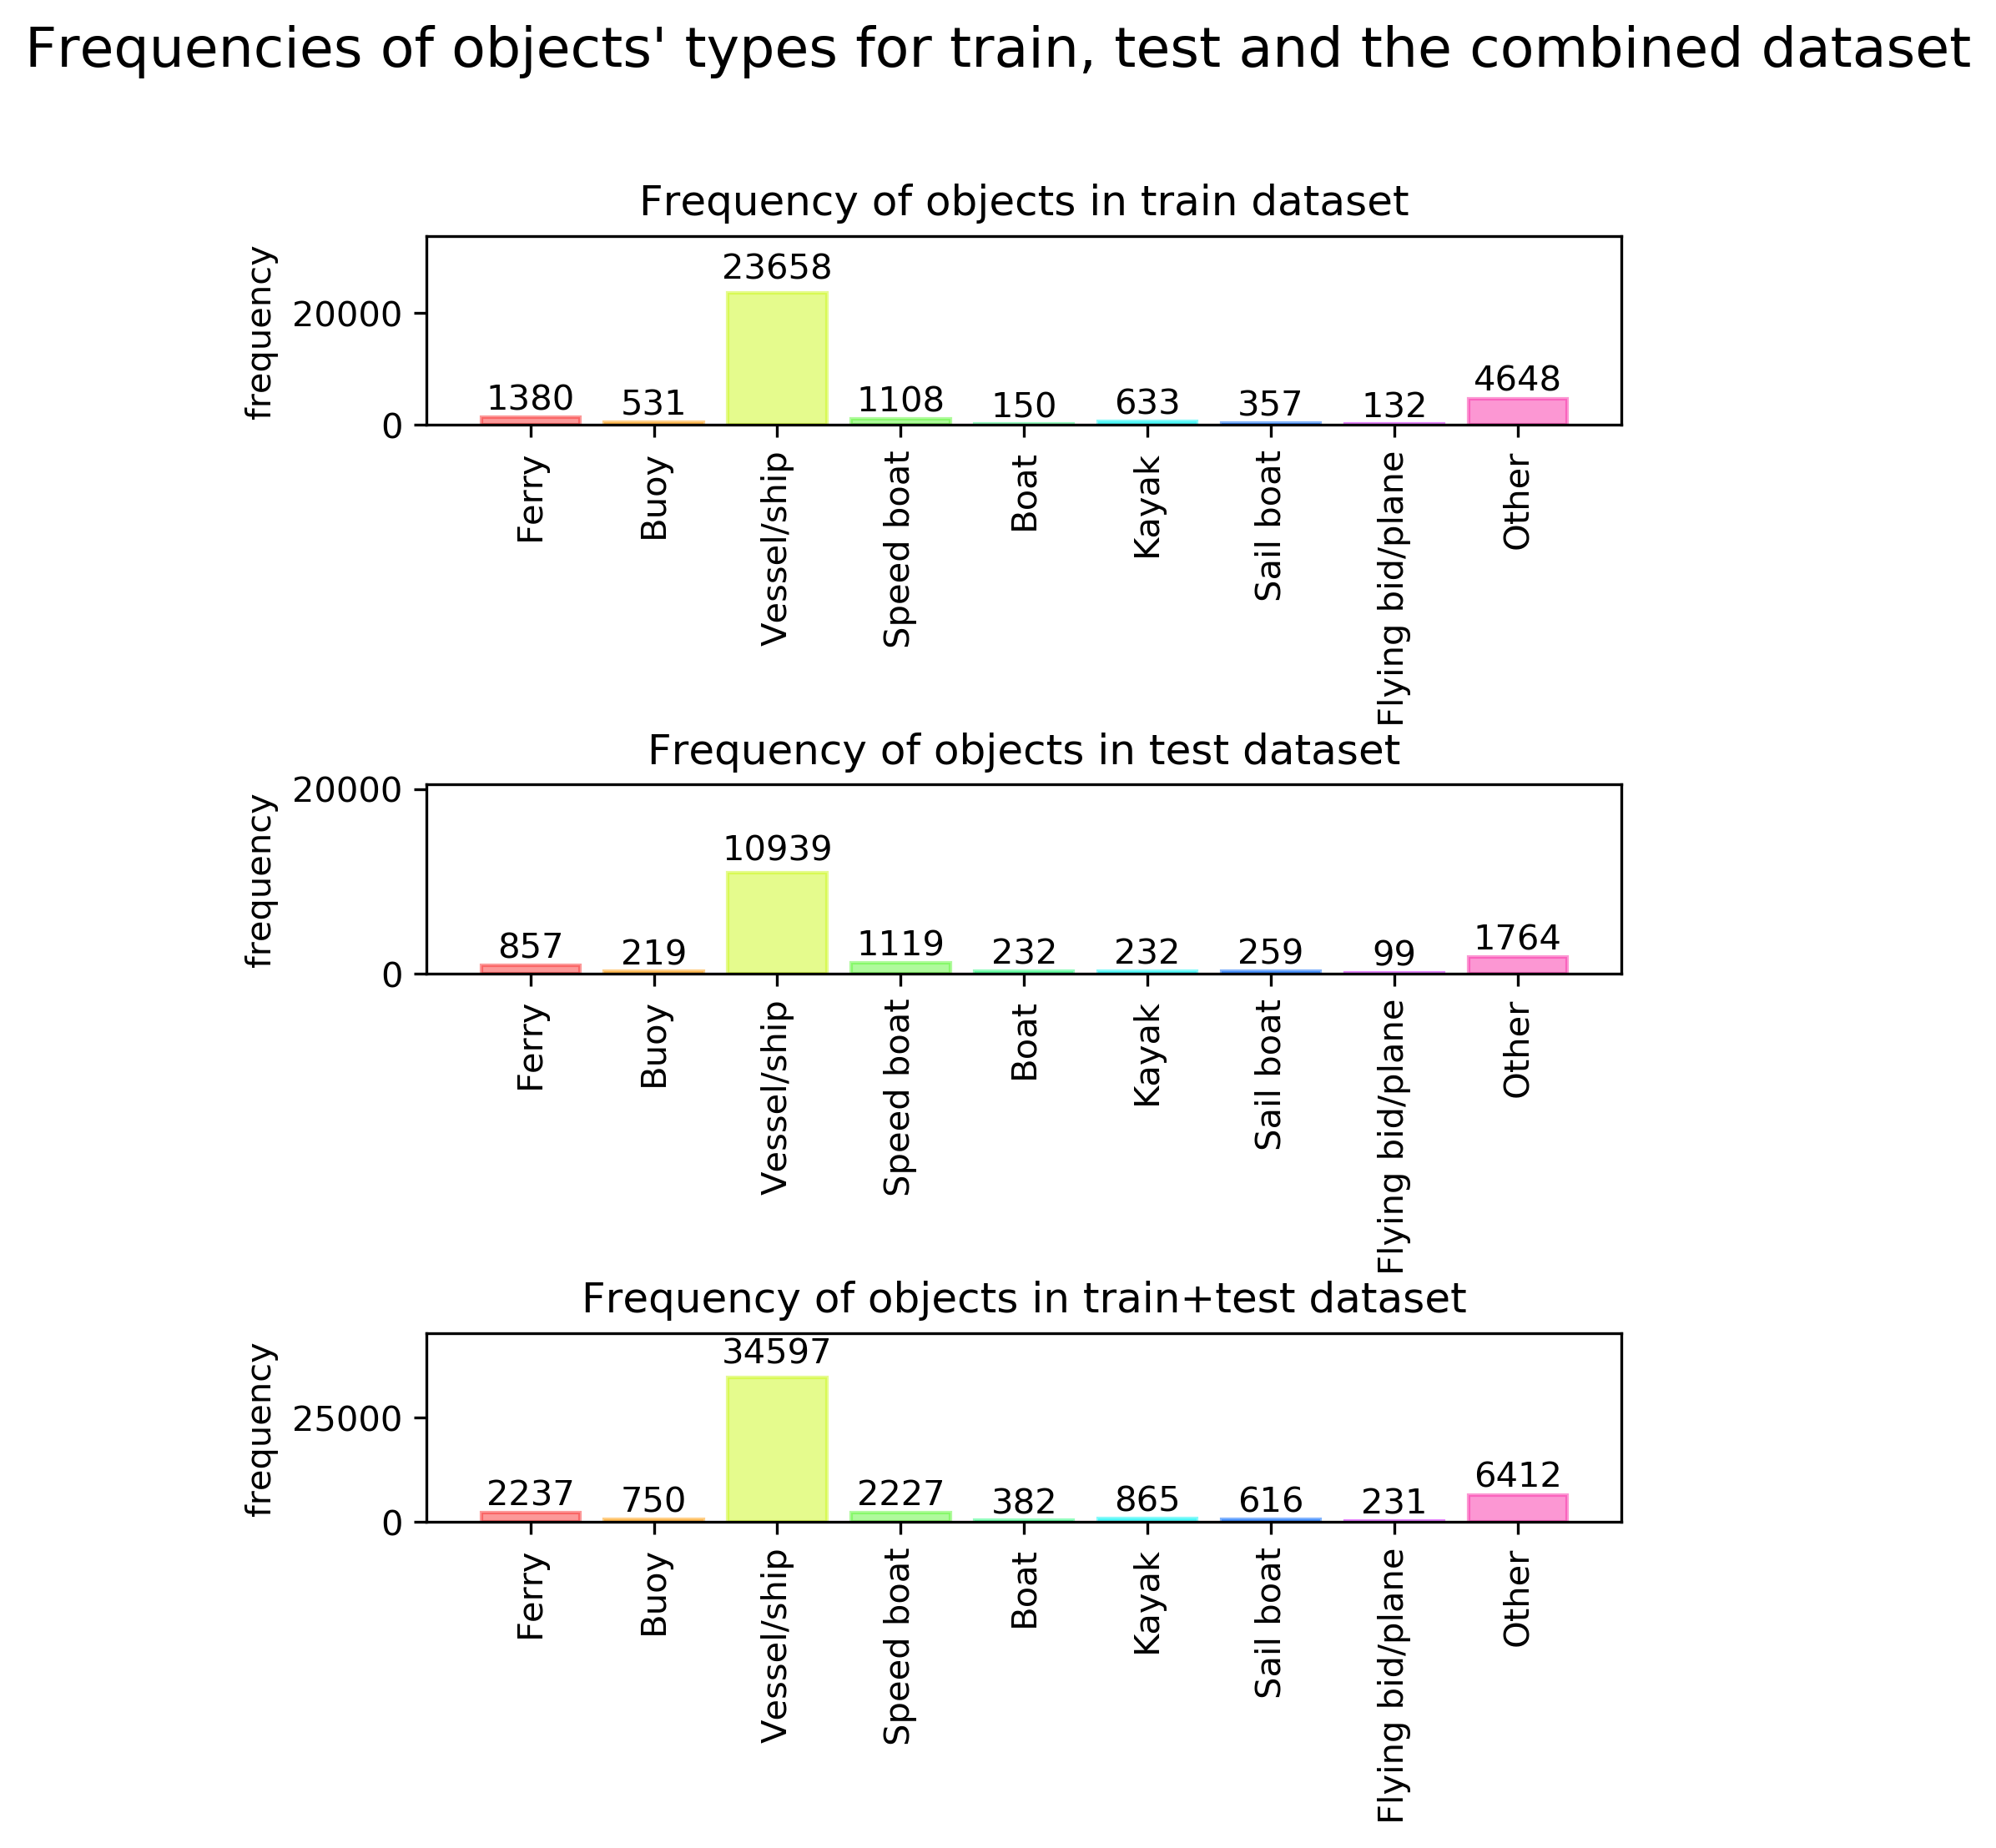 Frequencies of objects' types for train, test and the combined dataset
Frequency of objects in train dataset
frequency
20000
0
1380
531
23658
1108
150
633
357
132
4648
Ferry
Buoy
Vessel/ship
Speed boat
Boat
Kayak
Sail boat
Flying bid/plane
Other
Frequency of objects in test dataset
frequency
20000
0
857
219
10939
1119
232
232
259
99
1764
Ferry
Buoy
Vessel/ship
Speed boat
Boat
Kayak
Sail boat
Flying bid/plane
Other
Frequency of objects in train+test dataset
frequency
25000
0
2237
750
34597
2227
382
865
616
231
6412
Ferry
Buoy
Vessel/ship
Speed boat
Boat
Kayak
Sail boat
Flying bid/plane
Other